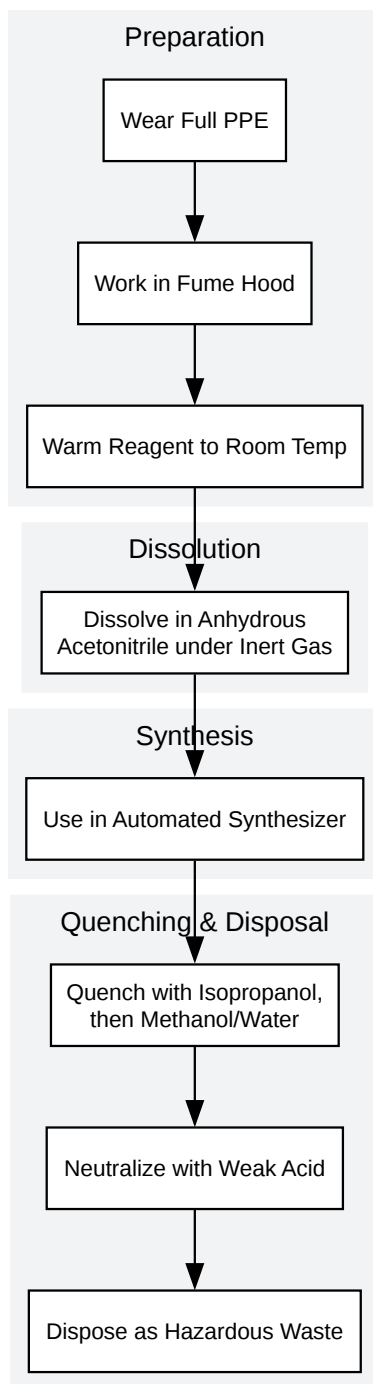 Preparation
Wear Full PPE
Work in Fume Hood
Warm Reagent to Room Temp
Dissolution
Dissolve in Anhydrous
Acetonitrile under Inert Gas
Synthesis
Use in Automated Synthesizer
Quenching & Disposal
Quench with Isopropanol,
then Methanol/Water
Neutralize with Weak Acid
Dispose as Hazardous Waste